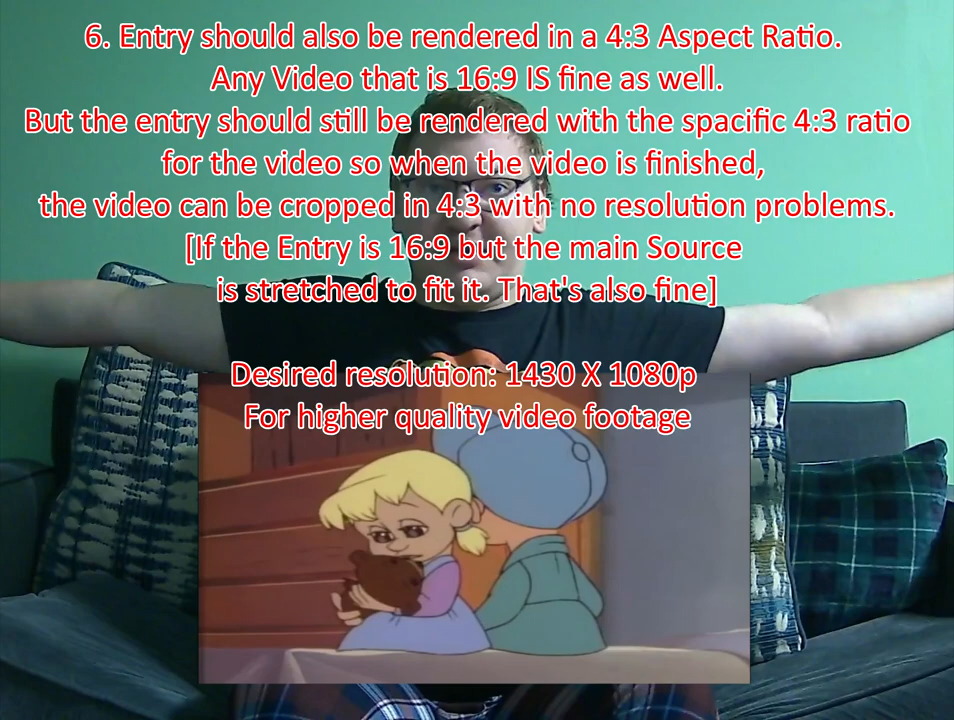 6. Entry should also be rendered in a 4:3 Aspect Ratio.
Any Video that is 16:9 IS fine as well.
But the entry should still be rendered with the spacific 4:3 ratio
for the video so when the video is finished,
the video can be cropped in 4:3 with no resolution problems.
[If the Entry is 16:9 but the main Source
is stretched to fit it. That's also fine]
Desired resolution: 1430 X 1080p
For higher quality video footage